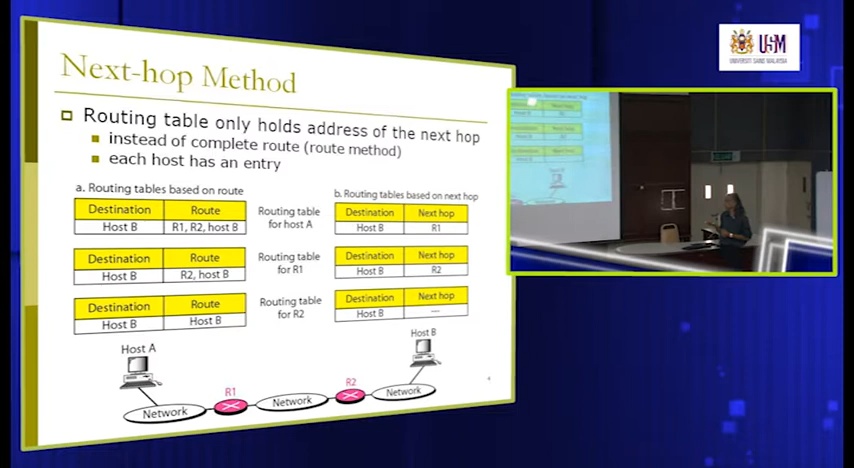 Next-hop Method
Routing table only holds address of the next hop
instead of complete route (route method)
each host has an entry
a. Routing tables based on route
b. Routing tables based on next hop
Destination Route
Host B R1, R2, host B
Routing table
for host A
Destination Next hop
Host B R1
Destination Route
Host B R2, host B
Routing table
for R1
Destination Next hop
Host B R2
Destination Route
Host B Host B
Routing table
for R2
Destination Next hop
Host B —
Host A
Host B
R1
R2
Network
Network
Network
USM
UNIVERSITI SAINS MALAYSIA